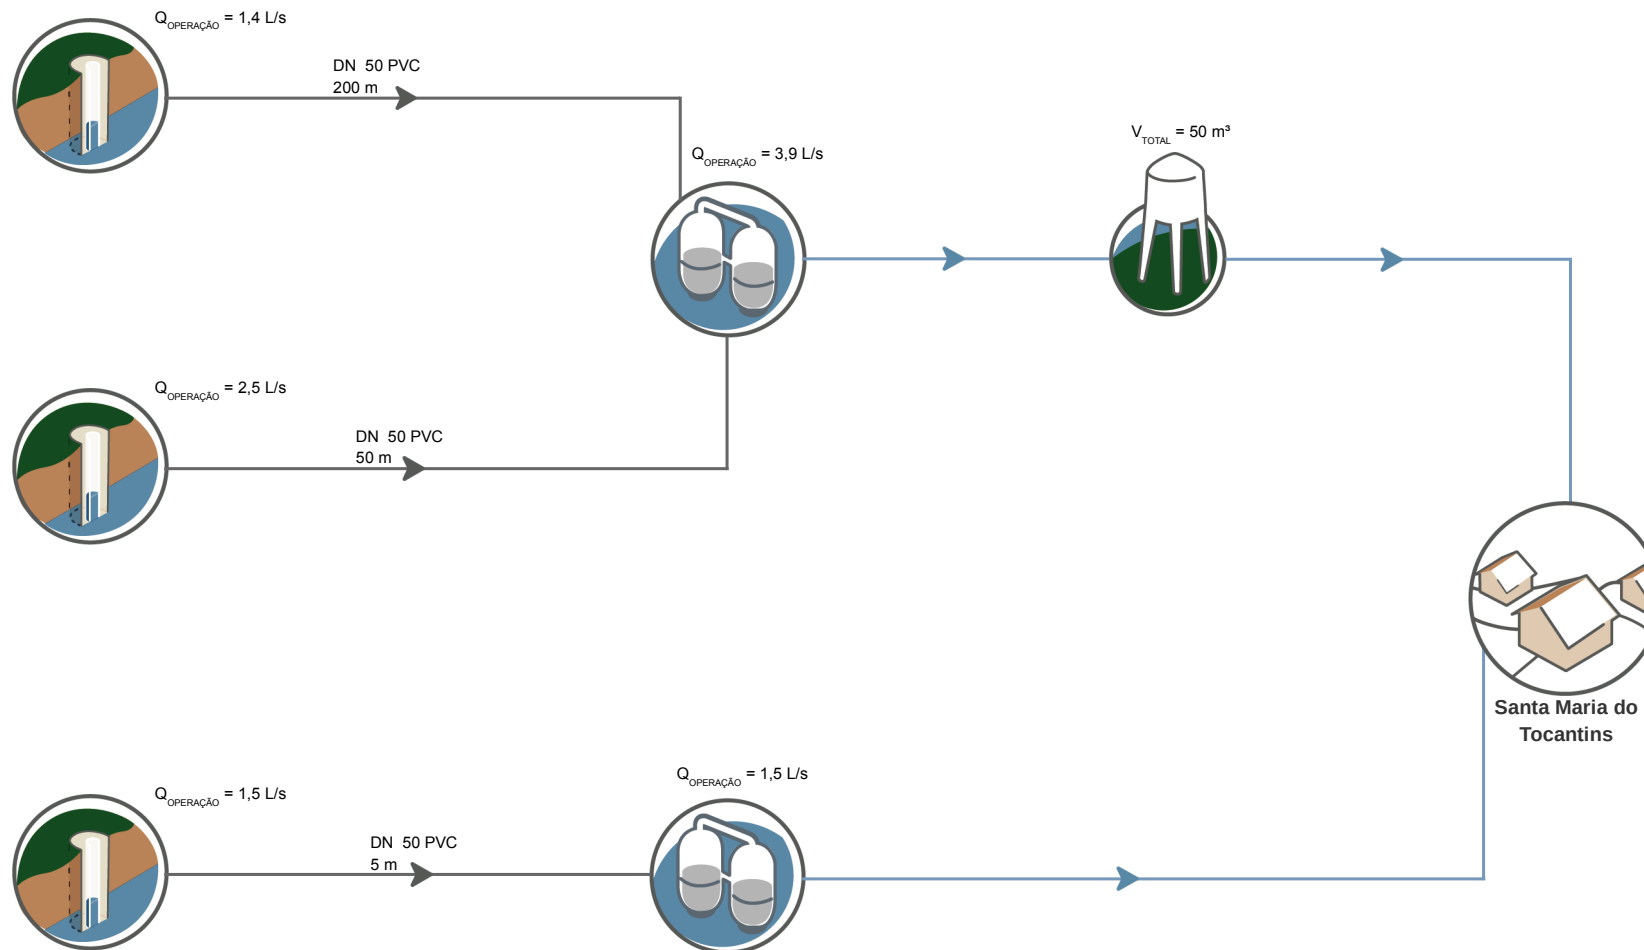 Q OPERAÇÃO = 1,4 L/s
DN 50 PVC
200 m
V TOTAL = 50 m³
Q OPERAÇÃO = 3,9 L/s
Q OPERAÇÃO = 2,5 L/s
DN 50 PVC
50 m
Santa Maria do
Tocantins
Q OPERAÇÃO = 1,5 L/s
Q OPERAÇÃO = 1,5 L/s
DN 50 PVC
5 m